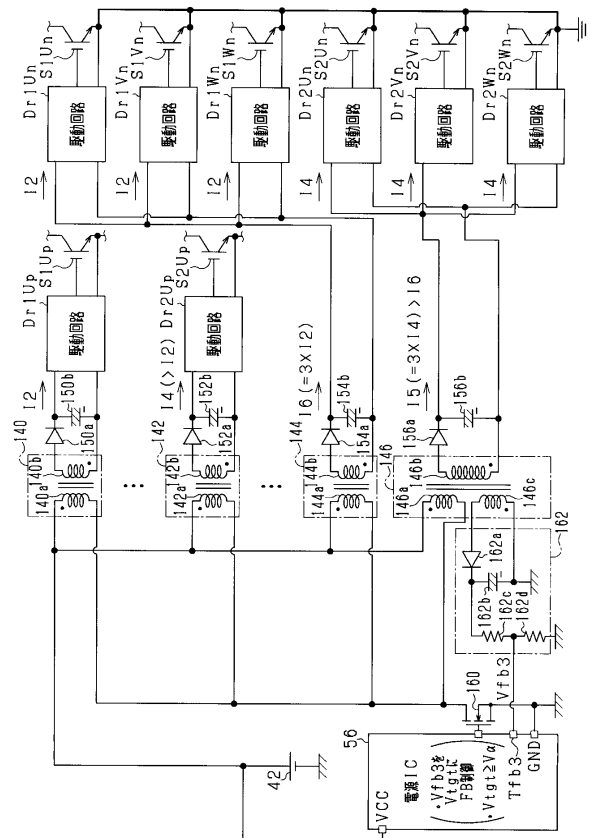 Dr1Un
駆動回路
S1Un
I2
Dr1Vn
駆動回路
S1Vn
I2
Dr1Wn
駆動回路
S1Wn
I2
Dr2Un
駆動回路
S2Un
I4
Dr2Vn
駆動回路
S2Vn
I4
Dr2Wn
駆動回路
S2Wn
I4
Dr1Up
駆動回路
S1Up
I2
Dr2Up
駆動回路
S2Up
I4(>I2)
I6(=3×I2)
I5(=3×I4)>I6
140
140a
140b
150a
150b
142
142a
142b
152a
152b
144
144a
144b
154a
154b
146
146a
146b
146c
156a
156b
162
162a
162b
162c
162d
Vfb3
160
42
56
VCC
電源IC
・Vfb3を
Vtgtに
FB制御
・Vtgt≧Vα
Tfb3
GND